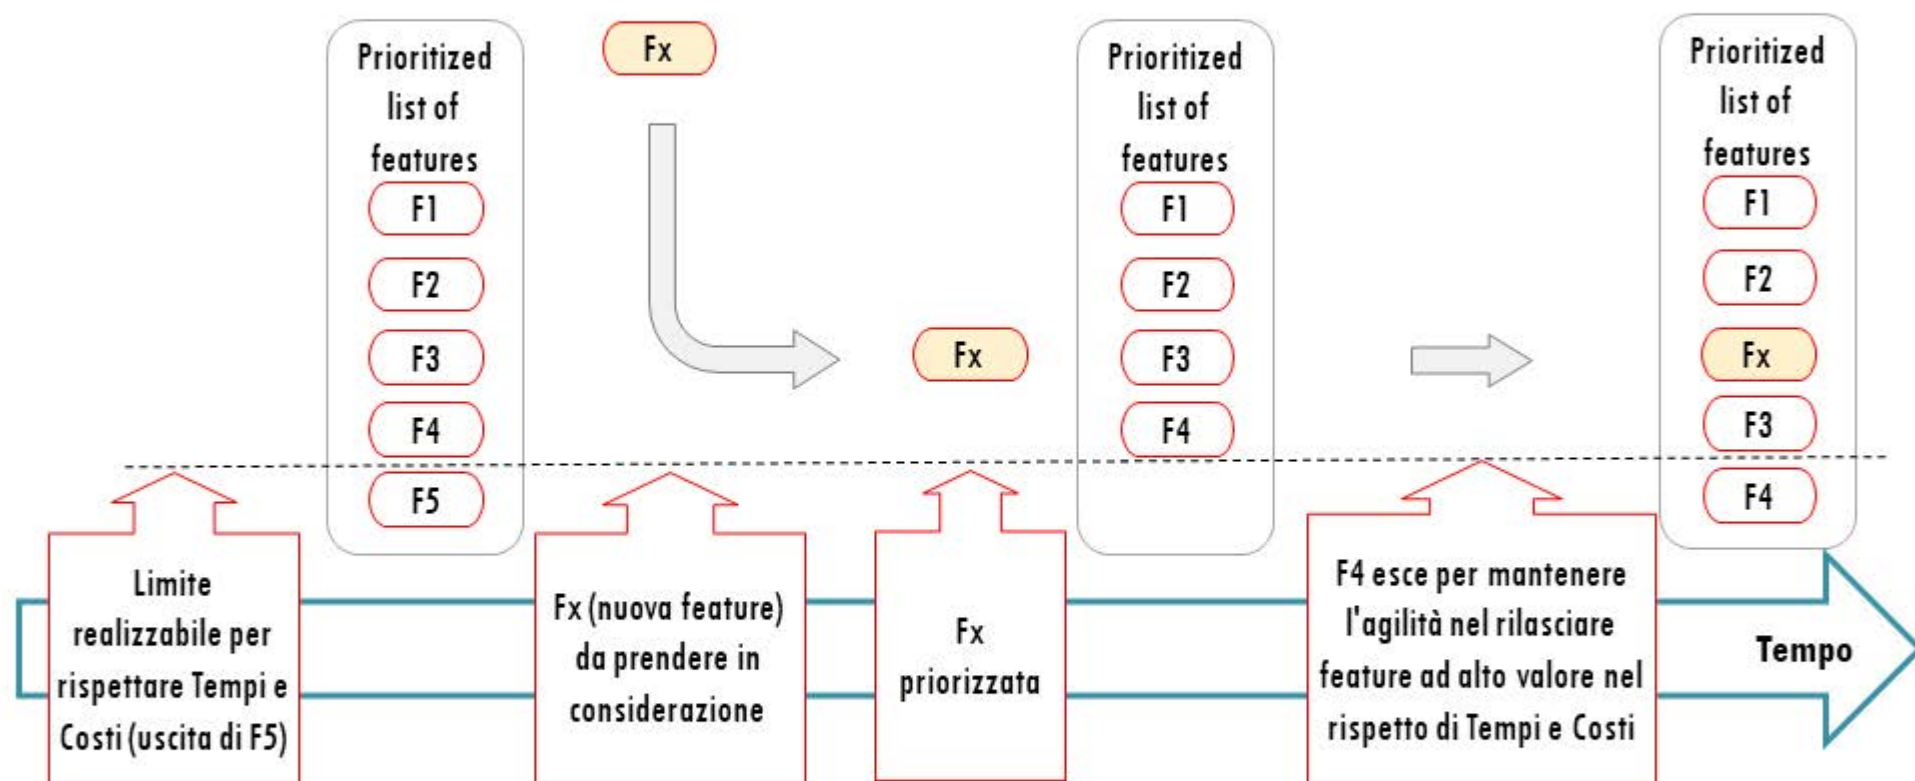 Prioritized
list of
features
F1
F2
F3
F4
F5
Fx
Fx
Prioritized
list of
features
F1
F2
F3
F4
Prioritized
list of
features
F1
F2
Fx
F3
F4
Limite
realizzabile per
rispettare Tempi e
Costi (uscita di F5)
Fx (nuova feature)
da prendere in
considerazione
Fx
priorizzata
F4 esce per mantenere
l'agilità nel rilasciare
feature ad alto valore nel
rispetto di Tempi e Costi
Tempo